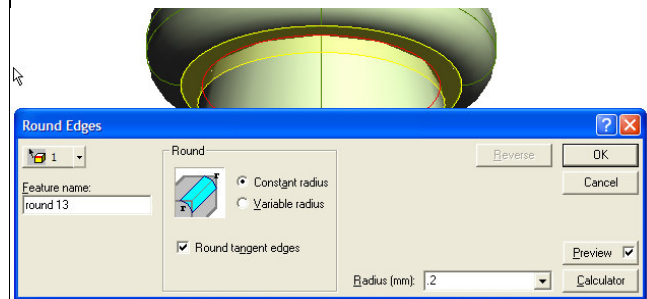 Round Edges
1
Feature name:
round 13
Round
r
r
Constant radius
Variable radius
Round tangent edges
Reverse
OK
Cancel
Preview
Radius (mm):
.2
Calculator